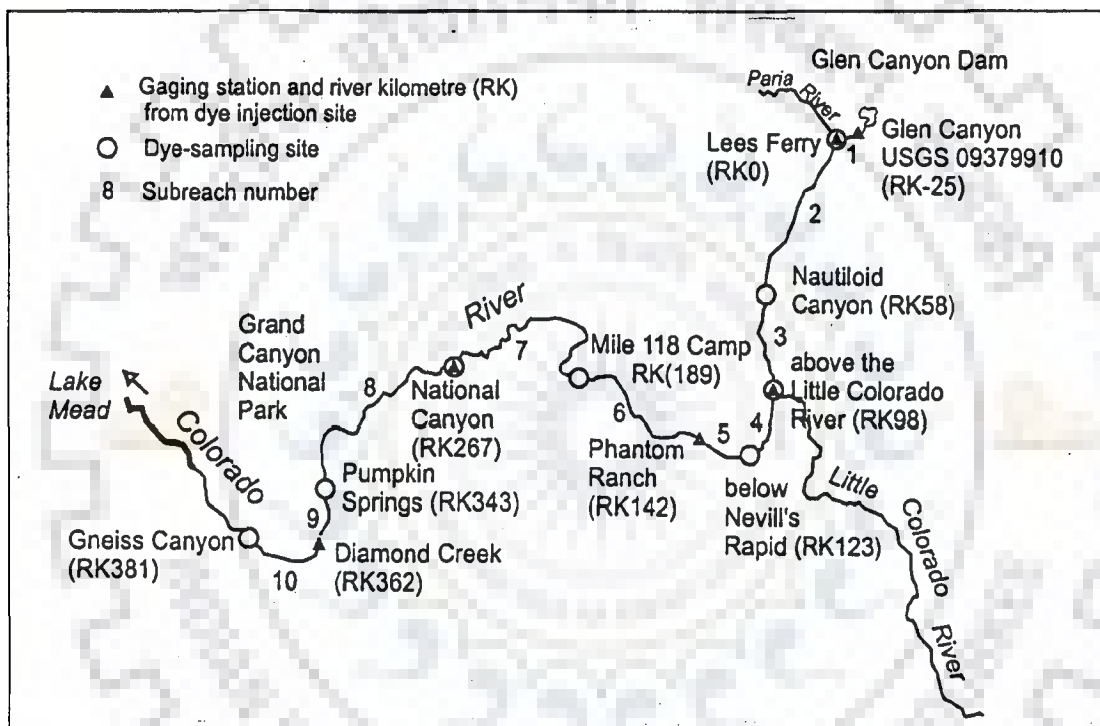 ▲ Gaging station and river kilometre (RK)
from dye injection site
○ Dye-sampling site
8 Subreach number
Glen Canyon Dam
Paria River
Lees Ferry
(RK0)
1
Glen Canyon
USGS 09379910
(RK-25)
2
Nautiloid
Canyon (RK58)
3
above the
Little Colorado
River (RK98)
4
Little Colorado River
below
Nevill's
Rapid (RK123)
5
Phantom
Ranch
(RK142)
6
Mile 118 Camp
RK(189)
7
River
National
Canyon
(RK267)
8
Grand
Canyon
National
Park
Pumpkin
Springs (RK343)
9
Diamond Creek
(RK362)
10
Gneiss Canyon
(RK381)
Colorado
Lake
Mead